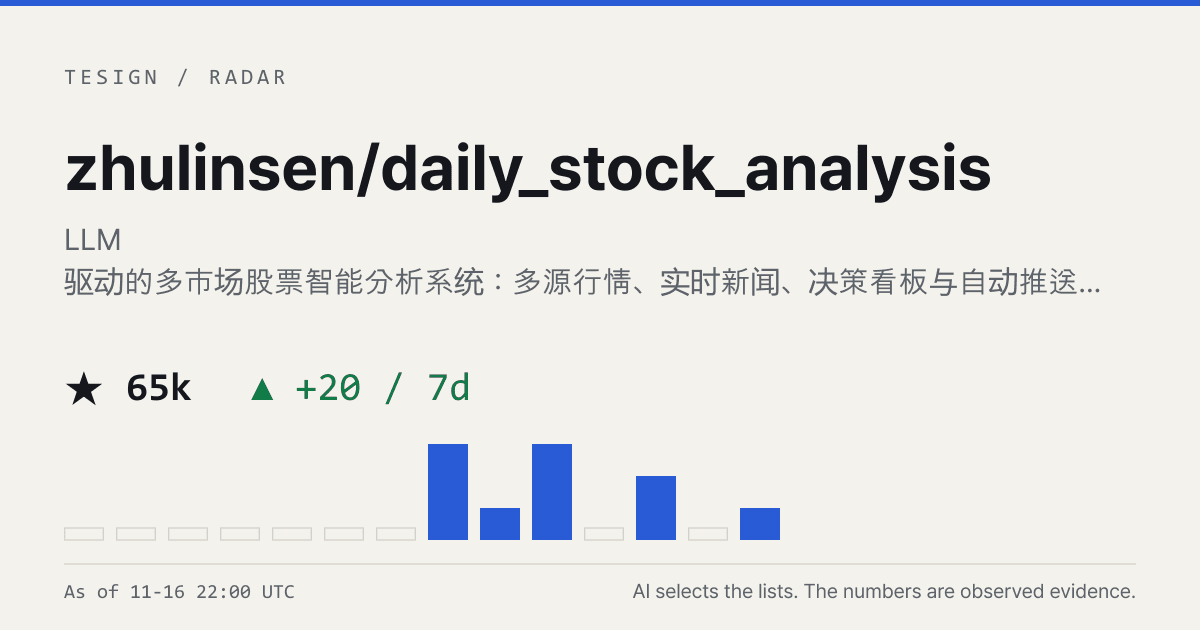 TESIGN / RADAR
zhulinsen/daily_stock_analysis
LLM
驱动的多市场股票智能分析系统：多源行情、实时新闻、决策看板与自动推送…
★ 65k ▲ +20 / 7d
As of 11-16 22:00 UTC
AI selects the lists. The numbers are observed evidence.